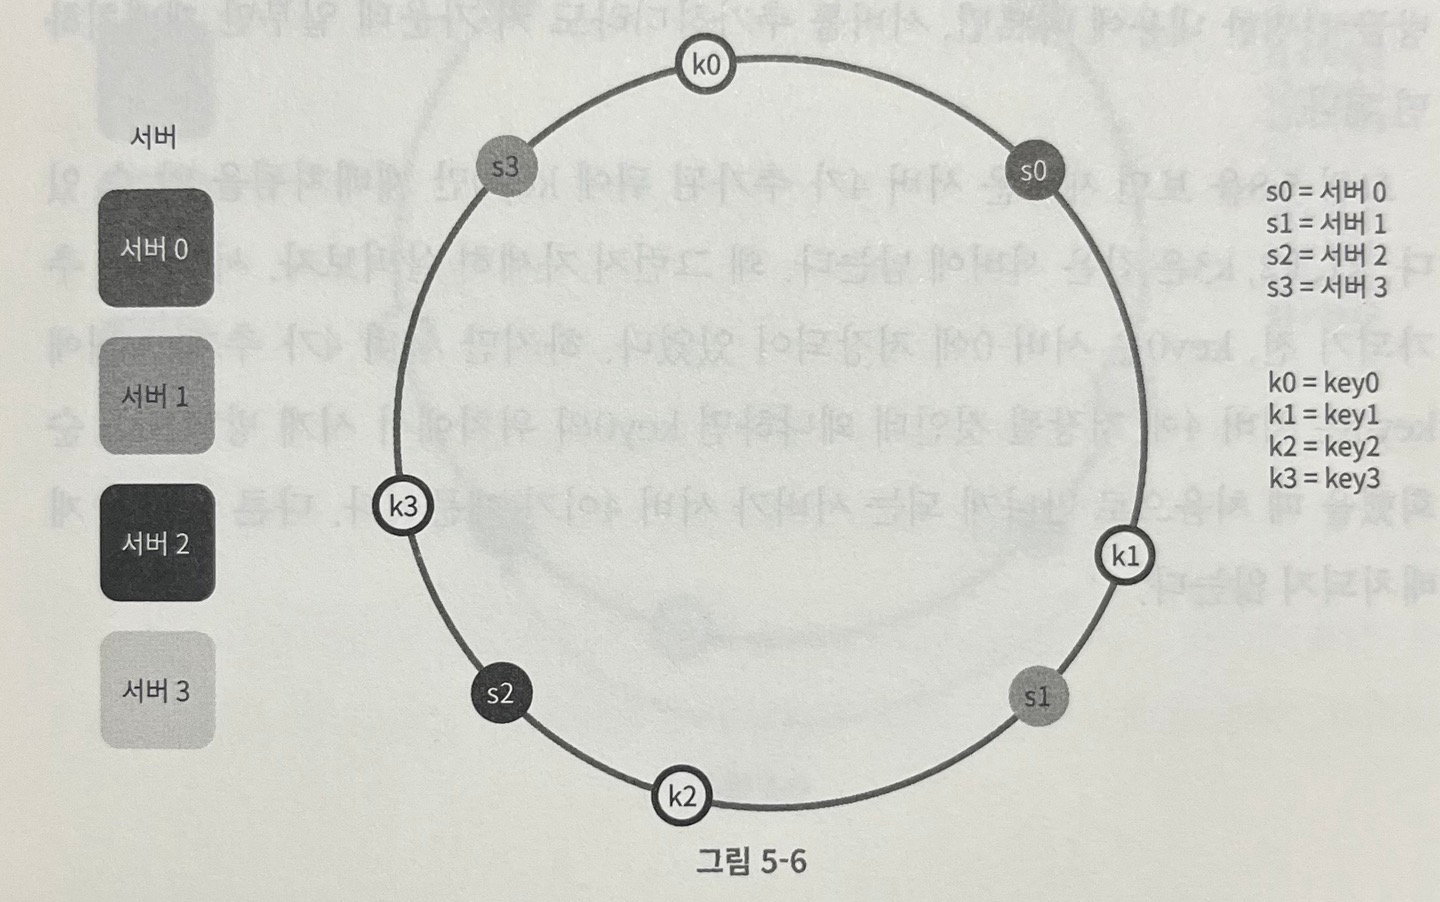 서버
서버 0
서버 1
서버 2
서버 3
k0
s3
s0
k3
k1
s2
s1
k2
s0 = 서버 0
s1 = 서버 1
s2 = 서버 2
s3 = 서버 3
k0 = key0
k1 = key1
k2 = key2
k3 = key3
그림 5-6